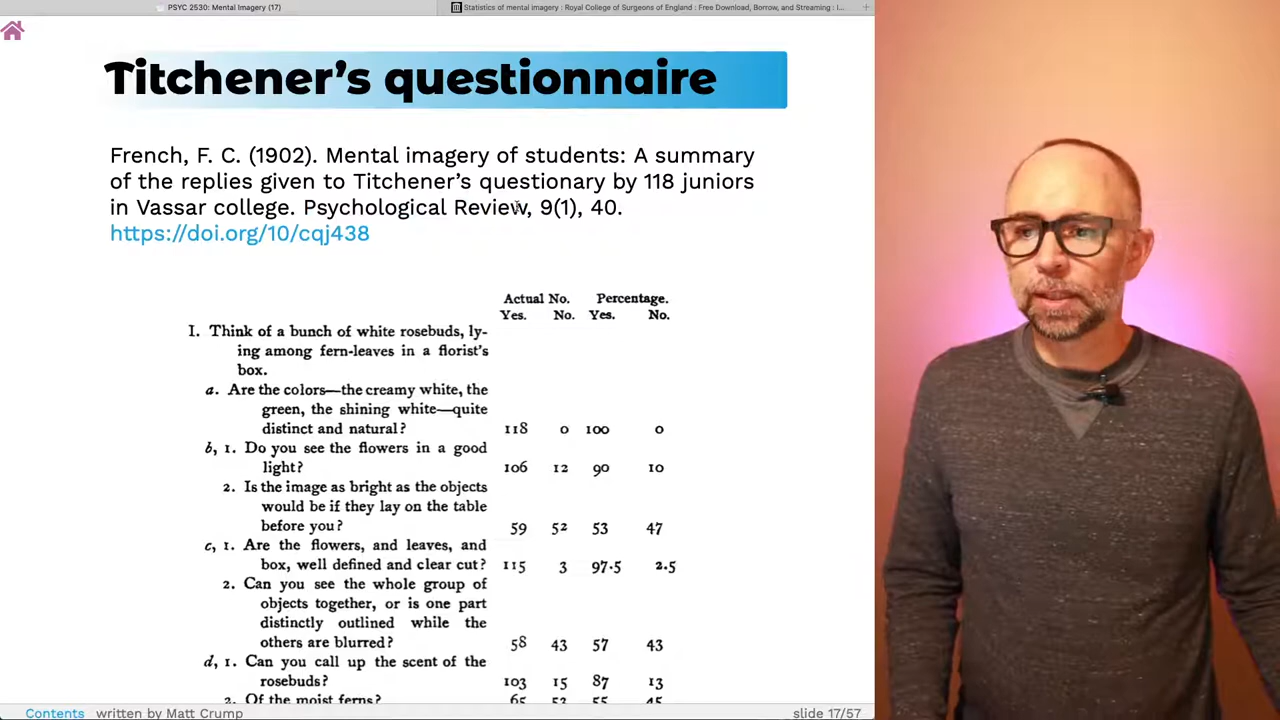 PSYC 2530: Mental Imagery (17)
Statistics of mental imagery : Royal College of Surgeons of England : Free Download, Borrow, and Streaming : I...
Titchener's questionnaire
French, F. C. (1902). Mental imagery of students: A summary
of the replies given to Titchener's questionary by 118 juniors
in Vassar college. Psychological Review, 9(1), 40.
https://doi.org/10/cqj438
Actual No. Percentage.
Yes. No. Yes. No.
I. Think of a bunch of white rosebuds, ly-
ing among fern-leaves in a florist's
box.
a. Are the colors—the creamy white, the
green, the shining white—quite
distinct and natural? 118 0 100 0
b, 1. Do you see the flowers in a good
light? 106 12 90 10
2. Is the image as bright as the objects
would be if they lay on the table
before you? 59 52 53 47
c, 1. Are the flowers, and leaves, and
box, well defined and clear cut? 115 3 97.5 2.5
2. Can you see the whole group of
objects together, or is one part
distinctly outlined while the
others are blurred? 58 43 57 43
d, 1. Can you call up the scent of the
rosebuds? 103 15 87 13
2. Of the moist ferns? 65 53 55 45
Contents written by Matt Crump slide 17/57